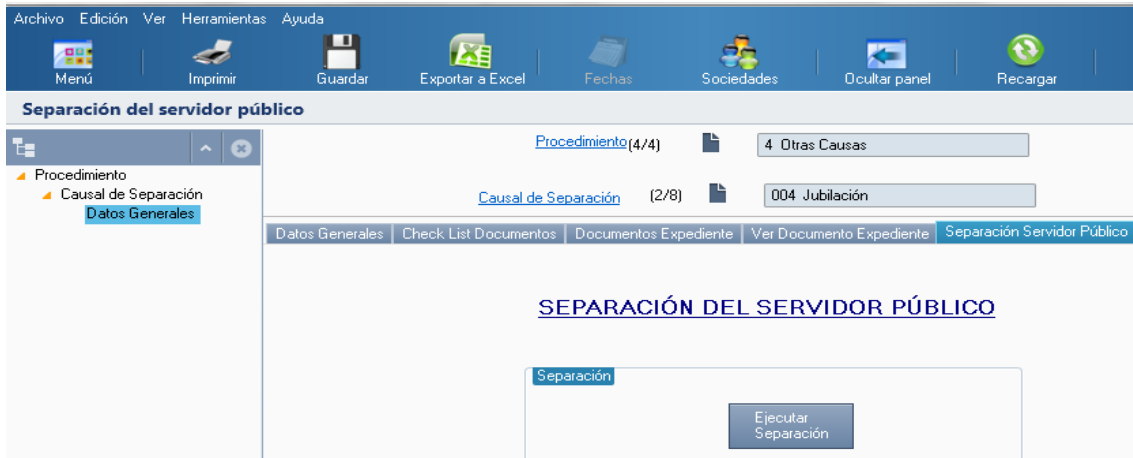 Archivo Edición Ver Herramientas Ayuda
Menú Imprimir Guardar Exportar a Excel Fechas Sociedades Ocultar panel Recargar
Separación del servidor público
Procedimiento (4/4) 4 Otras Causas
Procedimiento
Causal de Separación
Datos Generales
Causal de Separación (2/8) 004 Jubilación
Datos Generales Check List Documentos Documentos Expediente Ver Documento Expediente Separación Servidor Público
SEPARACIÓN DEL SERVIDOR PÚBLICO
Separación
Ejecutar
Separación